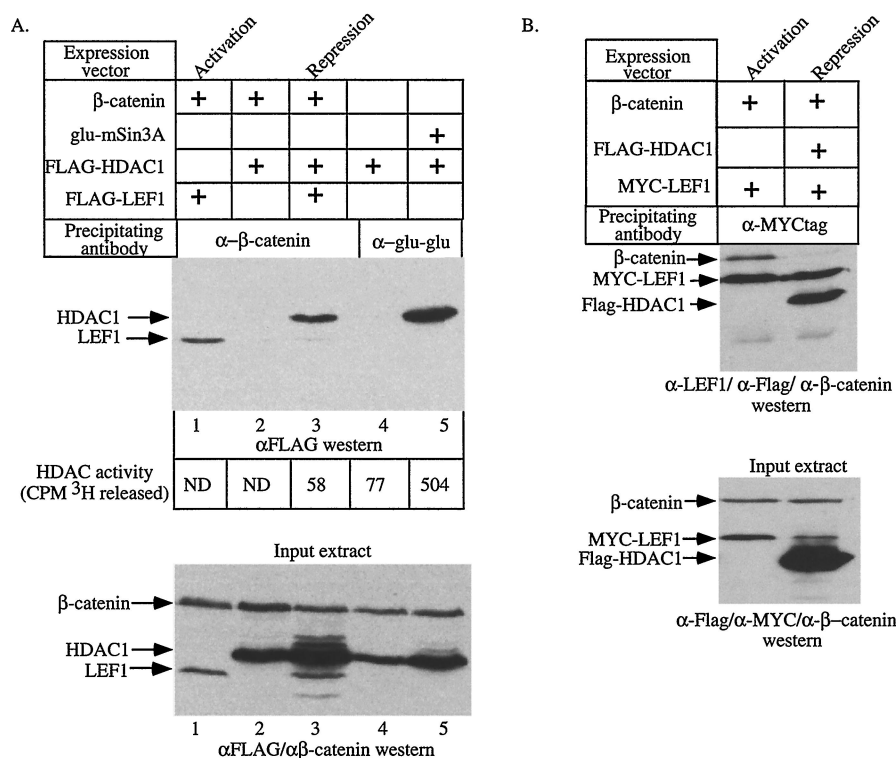 A.
Expression vector
Activation
Repression
β-catenin + + +
glu-mSin3A +
FLAG-HDAC1 + + + +
FLAG-LEF1 + +
Precipitating antibody
α–β-catenin
α–glu-glu
HDAC1
LEF1
1 2 3 4 5
αFLAG western
HDAC activity
(CPM ³H released)
ND ND 58 77 504
Input extract
β-catenin
HDAC1
LEF1
1 2 3 4 5
αFLAG/αβ-catenin western
B.
Expression vector
Activation
Repression
β-catenin + +
FLAG-HDAC1 +
MYC-LEF1 + +
Precipitating antibody
α-MYCtag
β-catenin
MYC-LEF1
Flag-HDAC1
α-LEF1/ α-Flag/ α-β-catenin
western
Input extract
β-catenin
MYC-LEF1
Flag-HDAC1
α-Flag/α-MYC/α-β–catenin
western